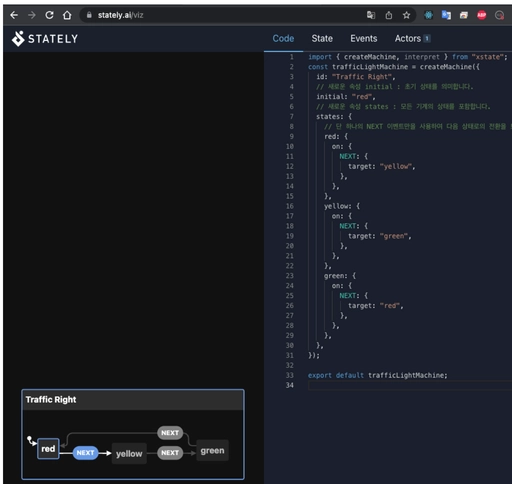 stately.ai/viz
STATELY
Code State Events Actors 1
1 import { createMachine, interpret } from "xstate";
2 const trafficLightMachine = createMachine({
3 id: "Traffic Right",
4 // 새로운 속성 initial : 초기 상태를 의미합니다.
5 initial: "red",
6 // 새로운 속성 states : 모든 기계의 상태를 포함합니다.
7 states: {
8 // 단 하나의 NEXT 이벤트만을 사용하여 다음 상태로의 전환을
9 red: {
10 on: {
11 NEXT: {
12 target: "yellow",
13 },
14 },
15 },
16 yellow: {
17 on: {
18 NEXT: {
19 target: "green",
20 },
21 },
22 },
23 green: {
24 on: {
25 NEXT: {
26 target: "red",
27 },
28 },
29 },
30 },
31 });
32
33 export default trafficLightMachine;
34
Traffic Right
NEXT
red NEXT yellow NEXT green